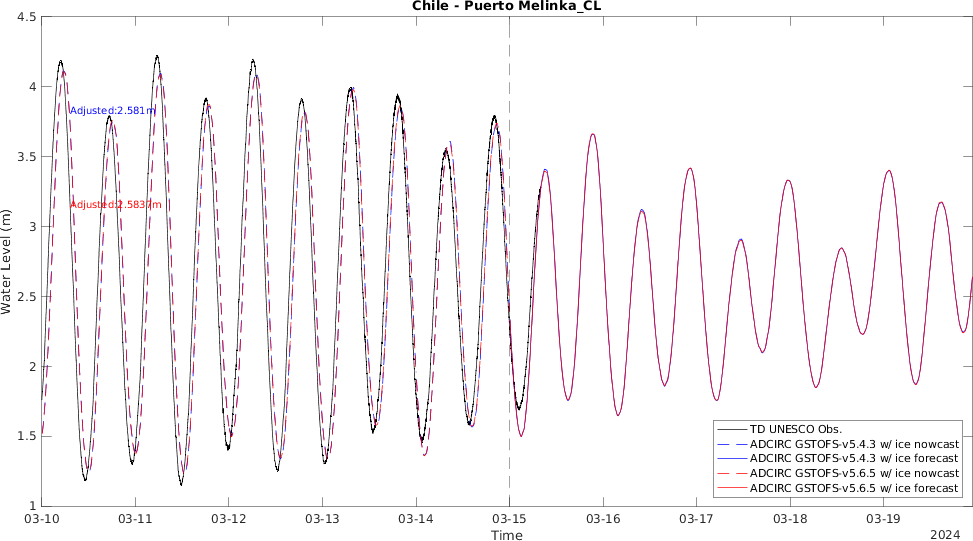 Chile - Puerto Melinka_CL
4.5
4
3.5
3
2.5
2
1.5
1
Water Level (m)
Adjusted:2.581m
Adjusted:2.5837m
TD UNESCO Obs.
ADCIRC GSTOFS-v5.4.3 w/ ice nowcast
ADCIRC GSTOFS-v5.4.3 w/ ice forecast
ADCIRC GSTOFS-v5.6.5 w/ ice nowcast
ADCIRC GSTOFS-v5.6.5 w/ ice forecast
03-10 03-11 03-12 03-13 03-14 03-15 03-16 03-17 03-18 03-19
Time
2024